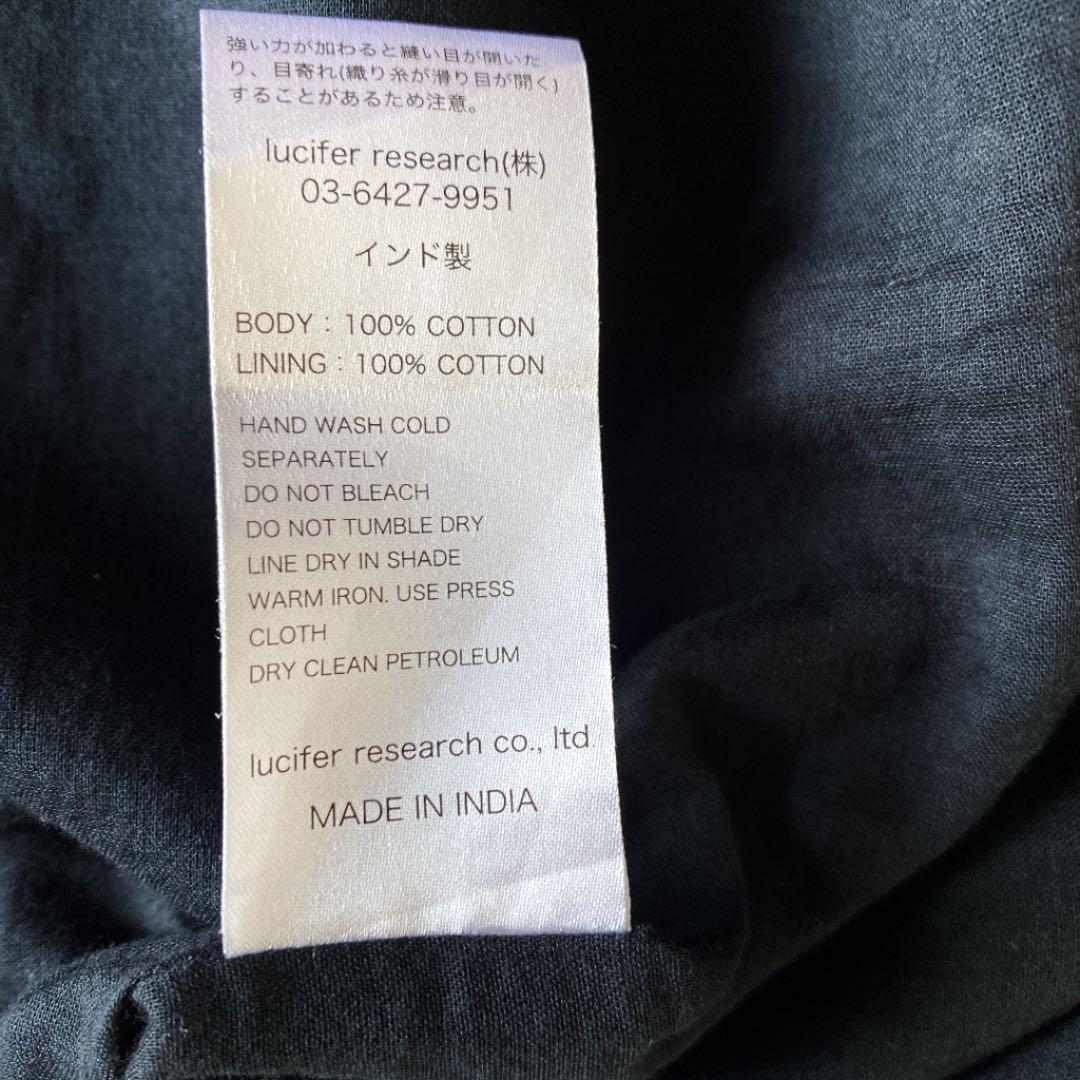 強い力が加わると縫い目が開いた
り、目寄れ(織り糸が滑り目が開く)
することがあるため注意。
lucifer research(株)
03-6427-9951
インド製
BODY : 100% COTTON
LINING : 100% COTTON
HAND WASH COLD
SEPARATELY
DO NOT BLEACH
DO NOT TUMBLE DRY
LINE DRY IN SHADE
WARM IRON. USE PRESS
CLOTH
DRY CLEAN PETROLEUM
lucifer research co., ltd.
MADE IN INDIA